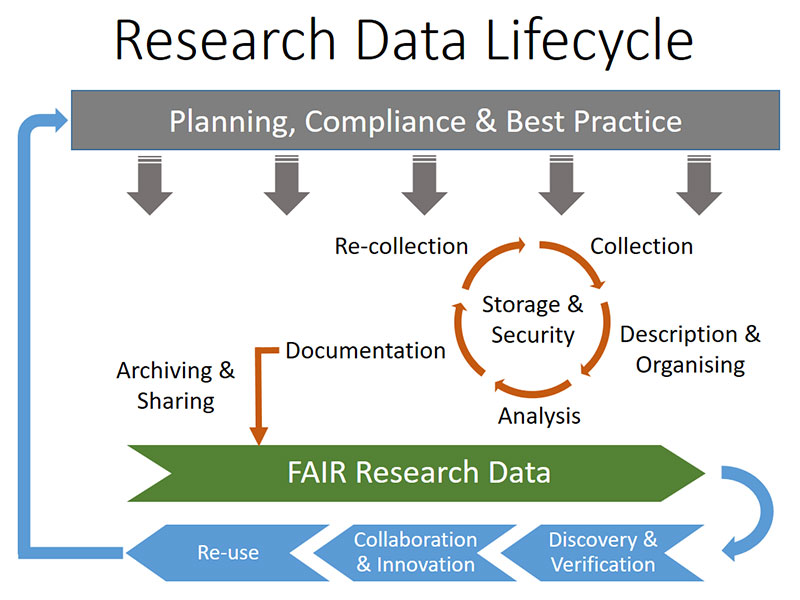 Research Data Lifecycle
Planning, Compliance & Best Practice
Re-collection
Collection
Storage &
Security
Description &
Organising
Documentation
Archiving &
Sharing
Analysis
FAIR Research Data
Re-use
Collaboration
& Innovation
Discovery &
Verification